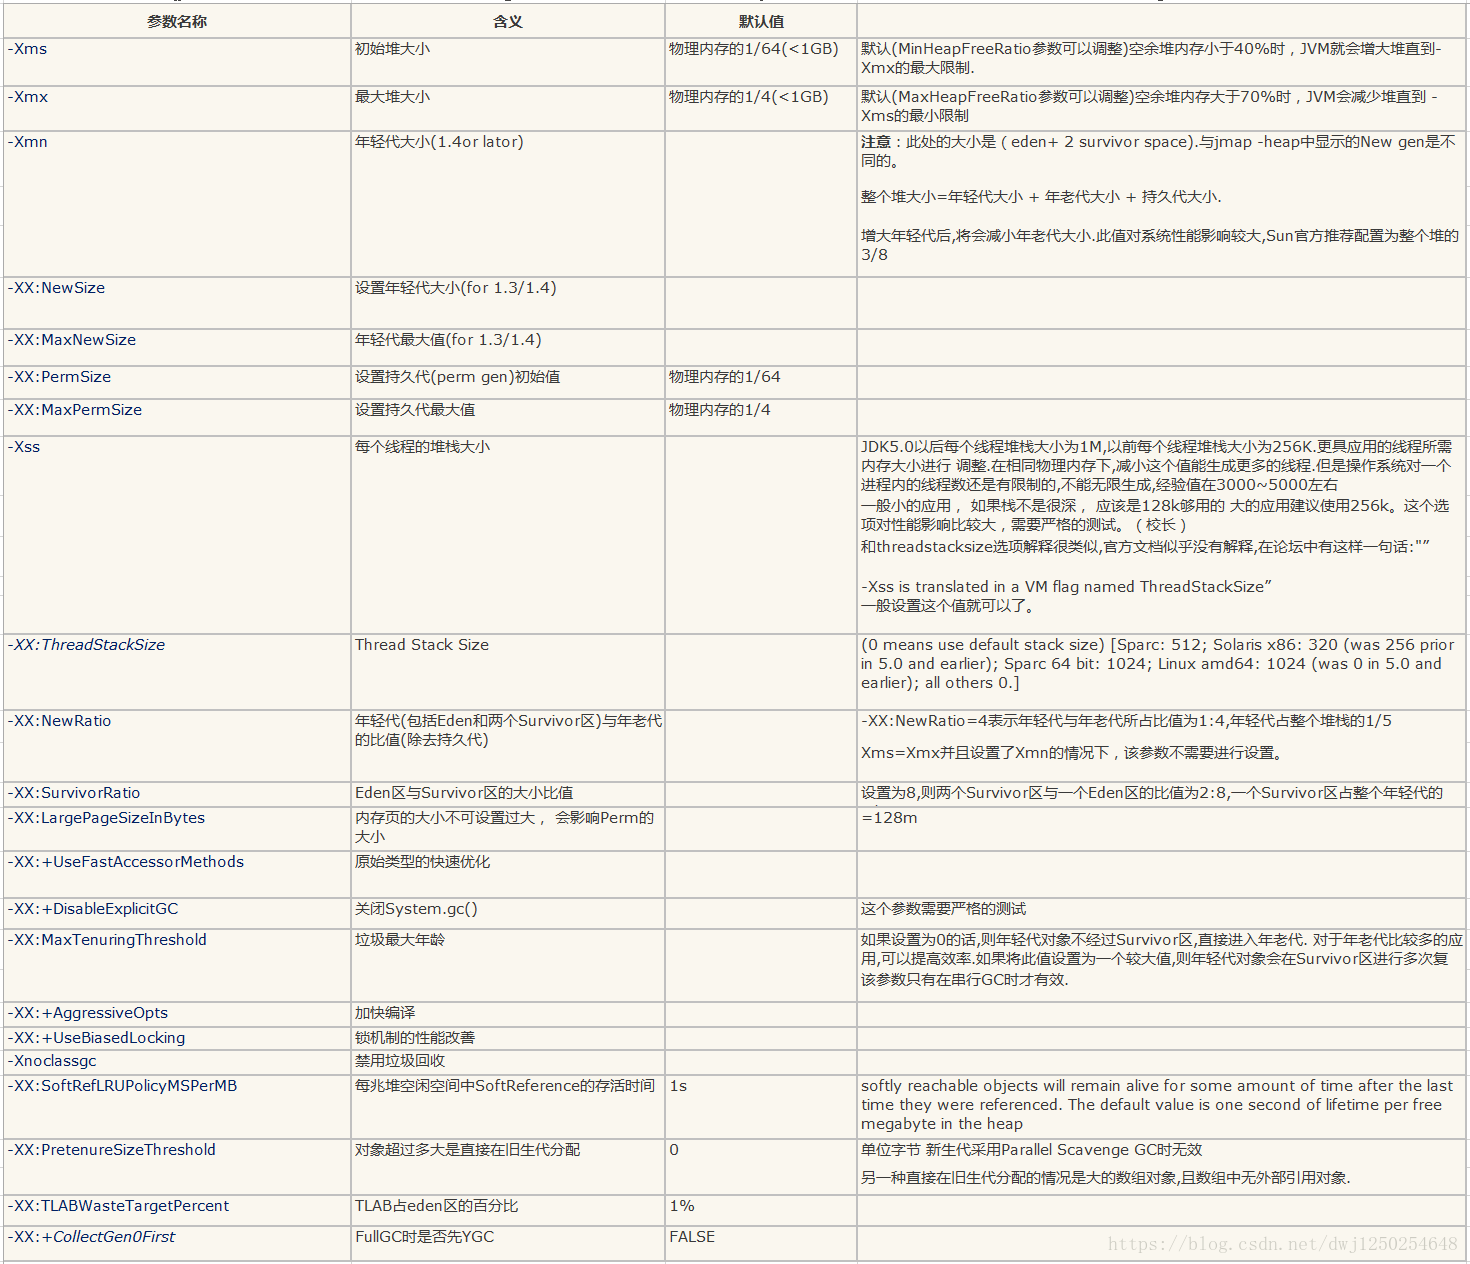 参数名称 含义 默认值
-Xms 初始堆大小 物理内存的1/64(<1GB) 默认(MinHeapFreeRatio参数可以调整)空余堆内存小于40%时，JVM就会增大堆直到-
Xmx的最大限制.
-Xmx 最大堆大小 物理内存的1/4(<1GB) 默认(MaxHeapFreeRatio参数可以调整)空余堆内存大于70%时，JVM会减少堆直到 -
Xms的最小限制
-Xmn 年轻代大小(1.4or lator) 注意：此处的大小是（eden+ 2 survivor space).与jmap -heap中显示的New gen是不
同的。
整个堆大小=年轻代大小 + 年老代大小 + 持久代大小.
增大年轻代后,将会减小年老代大小.此值对系统性能影响较大,Sun官方推荐配置为整个堆的
3/8
-XX:NewSize 设置年轻代大小(for 1.3/1.4)
-XX:MaxNewSize 年轻代最大值(for 1.3/1.4)
-XX:PermSize 设置持久代(perm gen)初始值 物理内存的1/64
-XX:MaxPermSize 设置持久代最大值 物理内存的1/4
-Xss 每个线程的堆栈大小 JDK5.0以后每个线程堆栈大小为1M,以前每个线程堆栈大小为256K.更具应用的线程所需
内存大小进行 调整.在相同物理内存下,减小这个值能生成更多的线程.但是操作系统对一个
进程内的线程数还是有限制的,不能无限生成,经验值在3000~5000左右
一般小的应用， 如果栈不是很深， 应该是128k够用的 大的应用建议使用256k。这个选
项对性能影响比较大，需要严格的测试。（校长）
和threadstacksize选项解释很类似,官方文档似乎没有解释,在论坛中有这样一句话:"”
-Xss is translated in a VM flag named ThreadStackSize”
一般设置这个值就可以了。
-XX:ThreadStackSize Thread Stack Size (0 means use default stack size) [Sparc: 512; Solaris x86: 320 (was 256 prior
in 5.0 and earlier); Sparc 64 bit: 1024; Linux amd64: 1024 (was 0 in 5.0 and
earlier); all others 0.]
-XX:NewRatio 年轻代(包括Eden和两个Survivor区)与年老代 -XX:NewRatio=4表示年轻代与年老代所占比值为1:4,年轻代占整个堆栈的1/5
的比值(除去持久代)
Xms=Xmx并且设置了Xmn的情况下，该参数不需要进行设置。
-XX:SurvivorRatio Eden区与Survivor区的大小比值 设置为8,则两个Survivor区与一个Eden区的比值为2:8,一个Survivor区占整个年轻代的
-XX:LargePageSizeInBytes 内存页的大小不可设置过大， 会影响Perm的 =128m
大小
-XX:+UseFastAccessorMethods 原始类型的快速优化
-XX:+DisableExplicitGC 关闭System.gc() 这个参数需要严格的测试
-XX:MaxTenuringThreshold 垃圾最大年龄 如果设置为0的话,则年轻代对象不经过Survivor区,直接进入年老代. 对于年老代比较多的应
用,可以提高效率.如果将此值设置为一个较大值,则年轻代对象会在Survivor区进行多次复
该参数只有在串行GC时才有效.
-XX:+AggressiveOpts 加快编译
-XX:+UseBiasedLocking 锁机制的性能改善
-Xnoclassgc 禁用垃圾回收
-XX:SoftRefLRUPolicyMSPerMB 每兆堆空闲空间中SoftReference的存活时间 1s softly reachable objects will remain alive for some amount of time after the last
time they were referenced. The default value is one second of lifetime per free
megabyte in the heap
-XX:PretenureSizeThreshold 对象超过多大是直接在旧生代分配 0 单位字节 新生代采用Parallel Scavenge GC时无效
另一种直接在旧生代分配的情况是大的数组对象,且数组中无外部引用对象.
-XX:TLABWasteTargetPercent TLAB占eden区的百分比 1%
-XX:+CollectGen0First FullGC时是否先YGC FALSE
https://blog.csdn.net/dwj1250254648